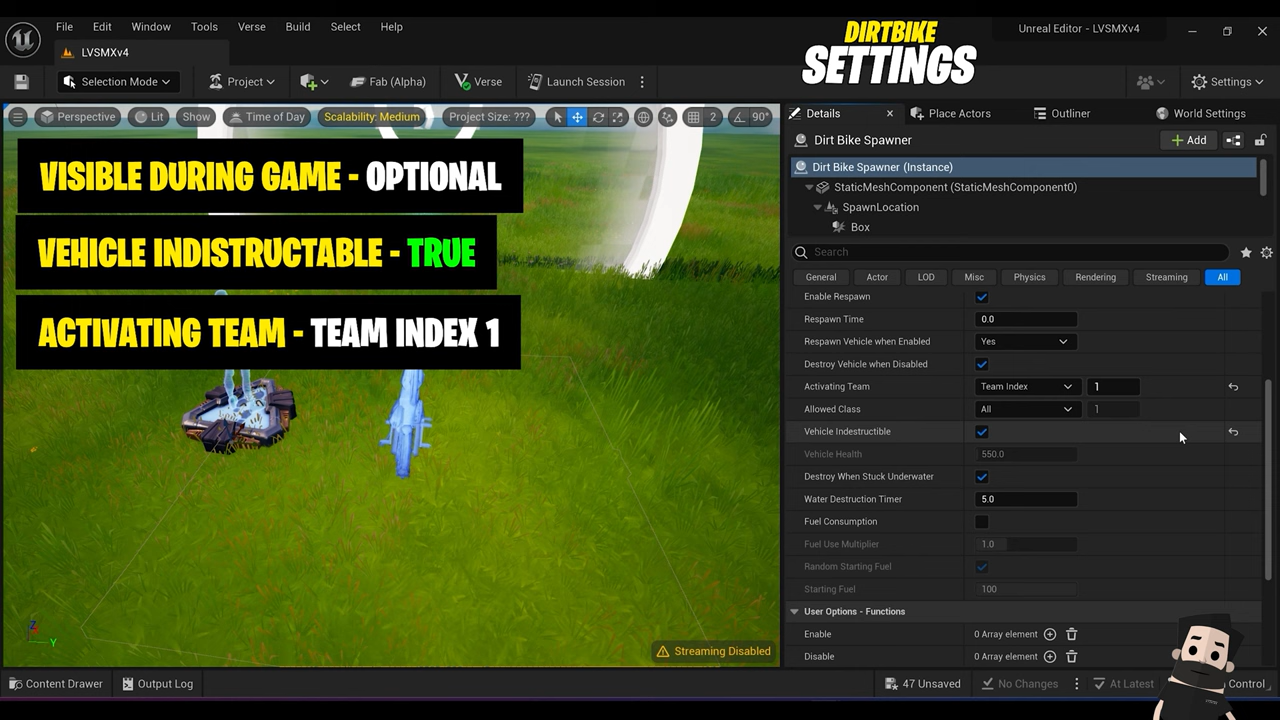 File Edit Window Tools Verse Build Select Help
DIRTBIKE
SETTINGS
Unreal Editor - LVSMXv4
LVSMXv4
Selection Mode
Project
Fab (Alpha)
Verse
Launch Session
Settings
Perspective
Lit
Show
Time of Day
Scalability: Medium
Project Size: ???
2
90°
Details
Place Actors
Outliner
World Settings
Dirt Bike Spawner
Add
Dirt Bike Spawner (Instance)
StaticMeshComponent (StaticMeshComponent0)
SpawnLocation
Box
Search
General Actor LOD Misc Physics Rendering Streaming All
VISIBLE DURING GAME - OPTIONAL
VEHICLE INDISTRUCTABLE - TRUE
ACTIVATING TEAM - TEAM INDEX 1
Enable Respawn
Respawn Time 0.0
Respawn Vehicle when Enabled Yes
Destroy Vehicle when Disabled
Activating Team Team Index 1
Allowed Class All 1
Vehicle Indestructible
Vehicle Health 550.0
Destroy When Stuck Underwater
Water Destruction Timer 5.0
Fuel Consumption
Fuel Use Multiplier 1.0
Random Starting Fuel
Starting Fuel 100
User Options - Functions
Enable 0 Array element
Disable 0 Array element
Z
Y
Streaming Disabled
Content Drawer
Output Log
47 Unsaved
No Changes
At Latest
Control